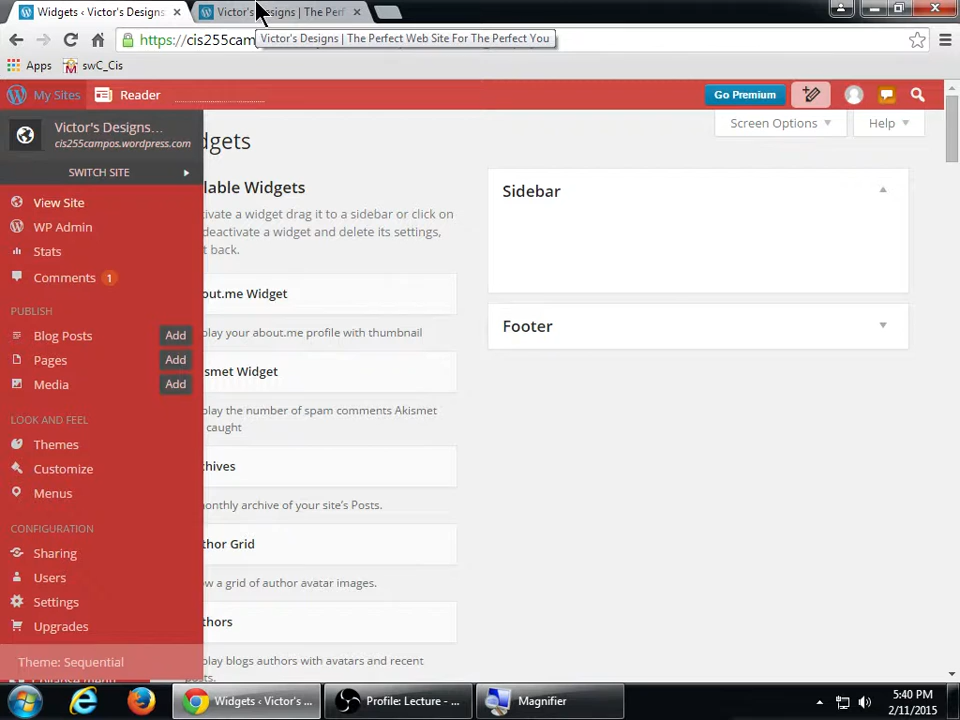 Widgets ‹ Victor's Designs
Victor's Designs | The Perf
https://cis255cam
Victor's Designs | The Perfect Web Site For The Perfect You
Apps
swC_Cis
My Sites
Reader
Go Premium
Victor's Designs...
cis255campos.wordpress.com
SWITCH SITE
View Site
WP Admin
Stats
Comments 1
PUBLISH
Blog Posts Add
Pages Add
Media Add
LOOK AND FEEL
Themes
Customize
Menus
CONFIGURATION
Sharing
Users
Settings
Upgrades
Theme: Sequential
dgets
Screen Options
Help
lable Widgets
ivate a widget drag it to a sidebar or click on
deactivate a widget and delete its settings,
t back.
out.me Widget
play your about.me profile with thumbnail
smet Widget
play the number of spam comments Akismet
caught
chives
monthly archive of your site's Posts.
thor Grid
ow a grid of author avatar images.
thors
play blogs authors with avatars and recent
osts.
Sidebar
Footer
Widgets ‹ Victor's ...
Profile: Lecture - ...
Magnifier
5:40 PM
2/11/2015